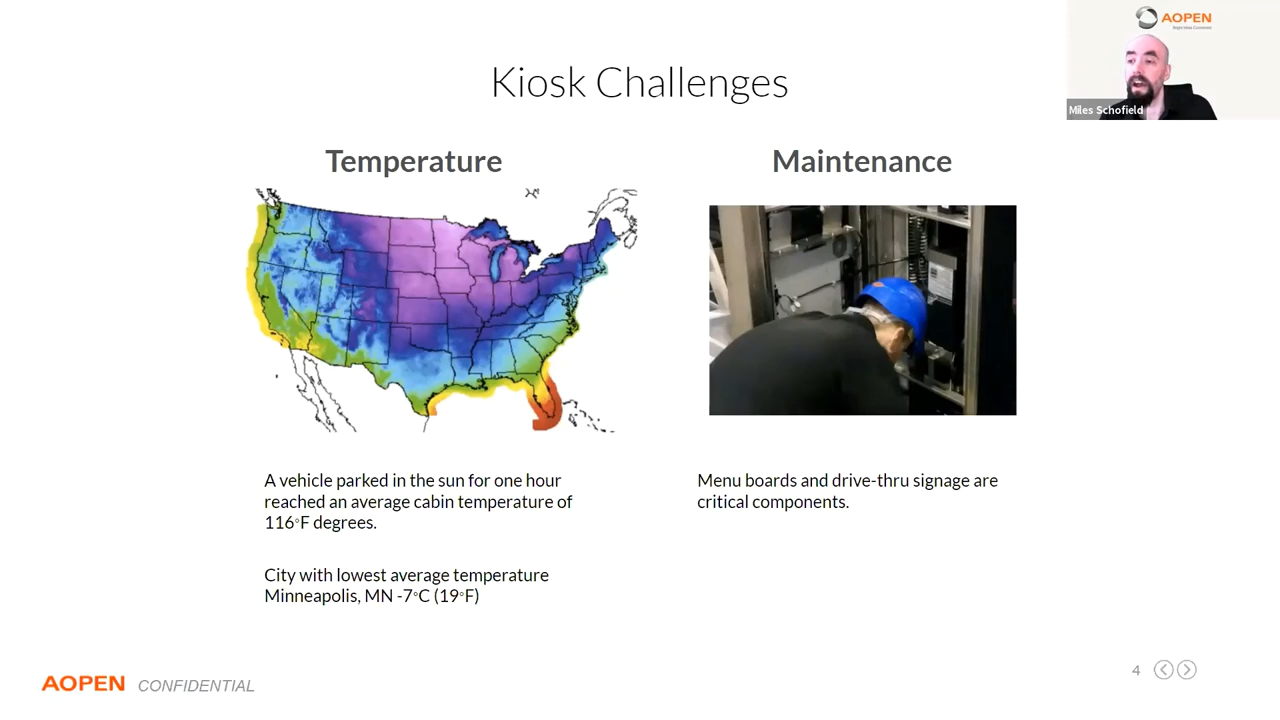 AOPEN
Miles Schofield
Kiosk Challenges
Temperature
Maintenance
A vehicle parked in the sun for one hour
reached an average cabin temperature of
116°F degrees.
City with lowest average temperature
Minneapolis, MN -7°C (19°F)
Menu boards and drive-thru signage are
critical components.
AOPEN CONFIDENTIAL
4